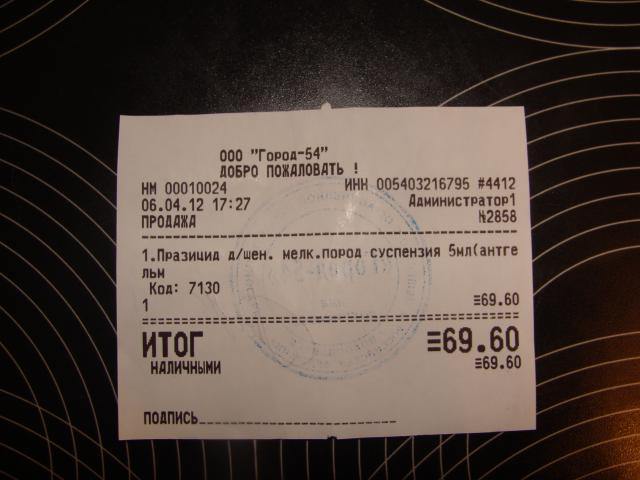 ООО "Город-54"
ДОБРО ПОЖАЛОВАТЬ !
НМ 00010024 ИНН 005403216795 #4412
06.04.12 17:27 Администратор1
ПРОДАЖА №2858
1.Празицид д/щен. мелк.пород суспензия 5мл(антге
льм
Код: 7130
1 ≡69.60
ИТОГ ≡69.60
НАЛИЧНЫМИ ≡69.60
ПОДПИСЬ